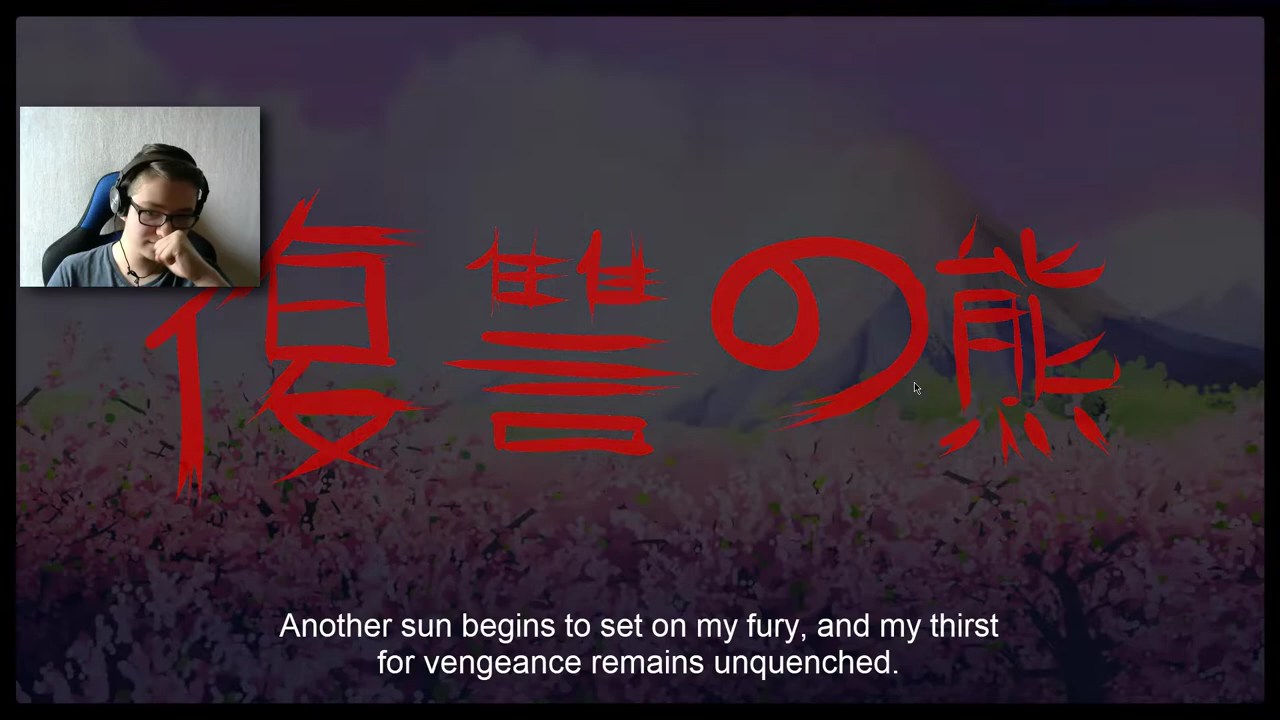 復讐の熊
Another sun begins to set on my fury, and my thirst
for vengeance remains unquenched.